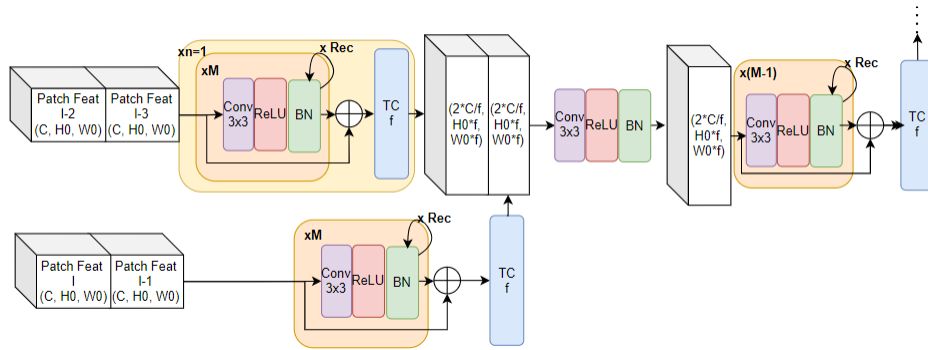 xn=1
xM
x Rec
Patch Feat
l-2
(C, H0, W0)
Patch Feat
l-3
(C, H0, W0)
Conv
3x3
ReLU
BN
TC
f
(2*C/f,
H0*f,
W0*f)
(2*C/f,
H0*f,
W0*f)
Conv
3x3
ReLU
BN
(2*C/f,
H0*f,
W0*f)
x(M-1)
x Rec
Conv
3x3
ReLU
BN
TC
f
Patch Feat
l
(C, H0, W0)
Patch Feat
l-1
(C, H0, W0)
xM
x Rec
Conv
3x3
ReLU
BN
TC
f